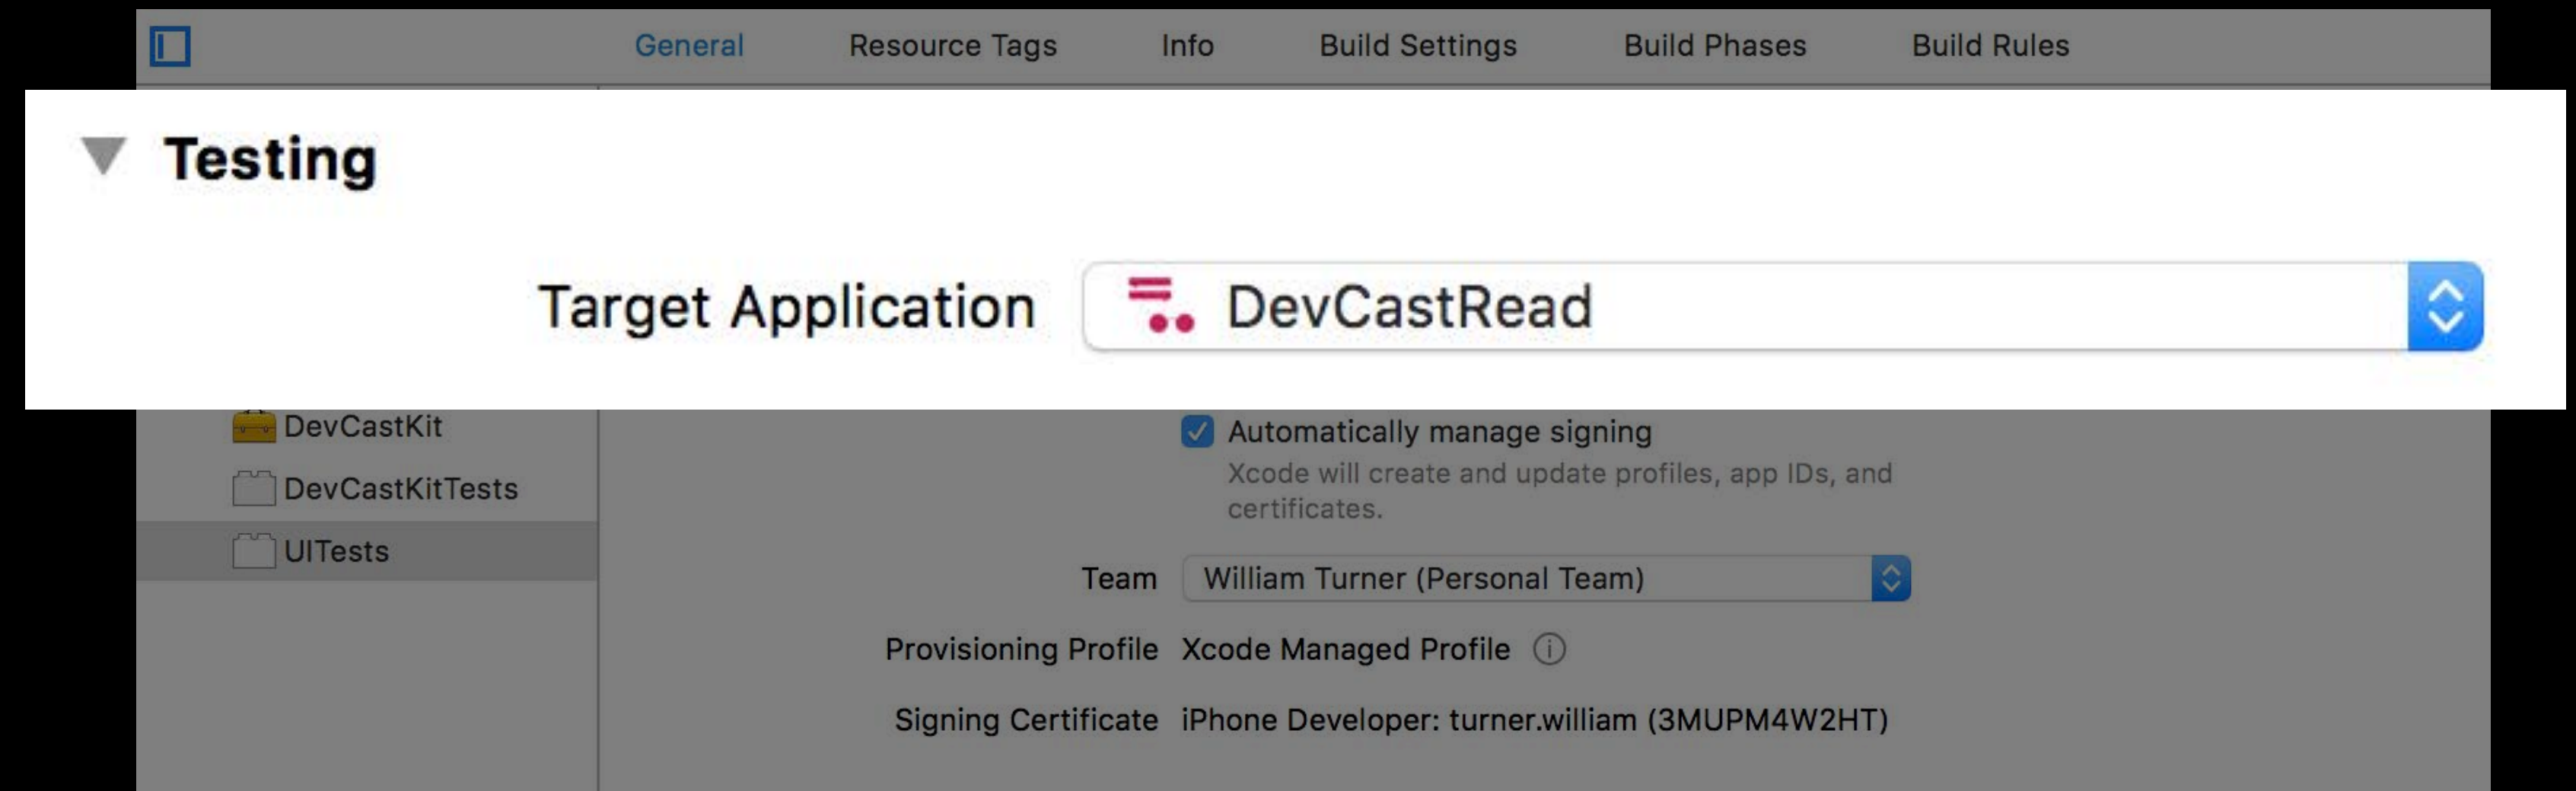 General Resource Tags Info Build Settings Build Phases Build Rules
Testing
Target Application DevCastRead
DevCastKit
DevCastKitTests
UITests
Automatically manage signing
Xcode will create and update profiles, app IDs, and
certificates.
Team William Turner (Personal Team)
Provisioning Profile Xcode Managed Profile
Signing Certificate iPhone Developer: turner.william (3MUPM4W2HT)